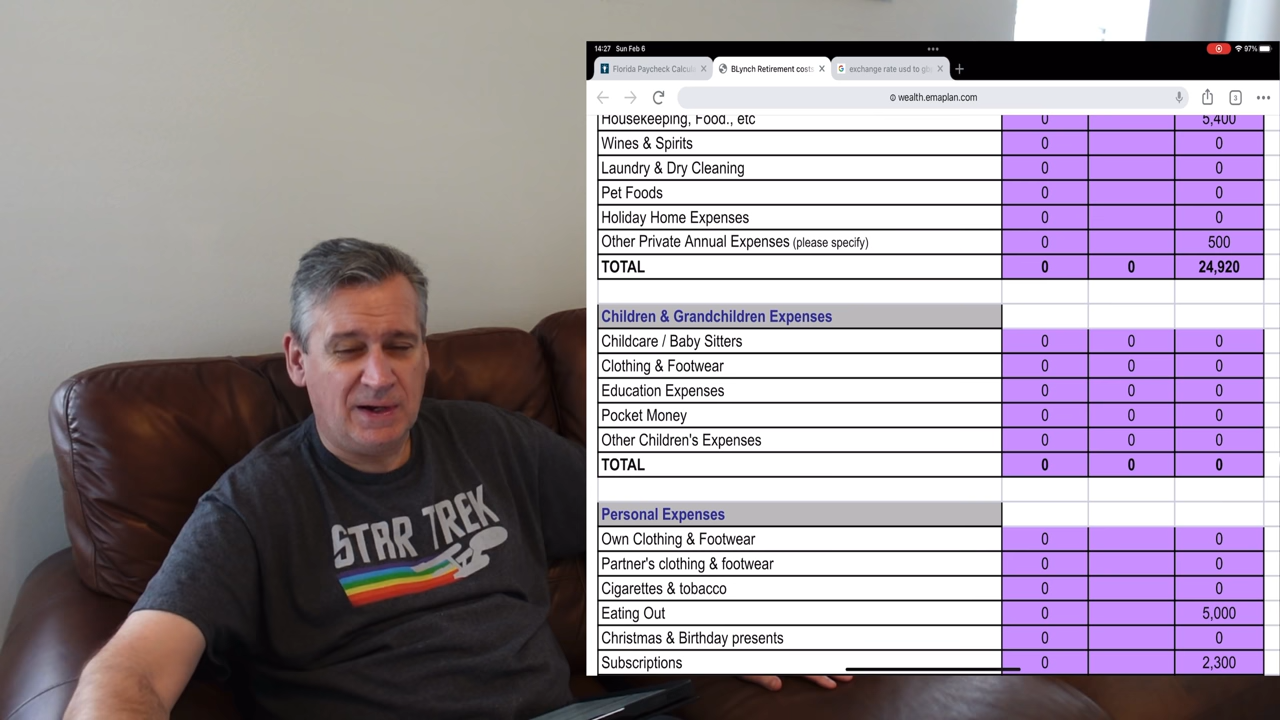 14:27 Sun Feb 6
97%
Florida Paycheck Calcul
BLynch Retirement costs
exchange rate usd to gb
wealth.emaplan.com
3
Housekeeping, Food., etc 0 5,400
Wines & Spirits 0 0
Laundry & Dry Cleaning 0 0
Pet Foods 0 0
Holiday Home Expenses 0 0
Other Private Annual Expenses (please specify) 0 500
TOTAL 0 0 24,920
Children & Grandchildren Expenses
Childcare / Baby Sitters 0 0 0
Clothing & Footwear 0 0 0
Education Expenses 0 0 0
Pocket Money 0 0 0
Other Children's Expenses 0 0 0
TOTAL 0 0 0
Personal Expenses
Own Clothing & Footwear 0 0
Partner's clothing & footwear 0 0
Cigarettes & tobacco 0 0
Eating Out 0 5,000
Christmas & Birthday presents 0 0
Subscriptions 0 2,300
STAR TREK